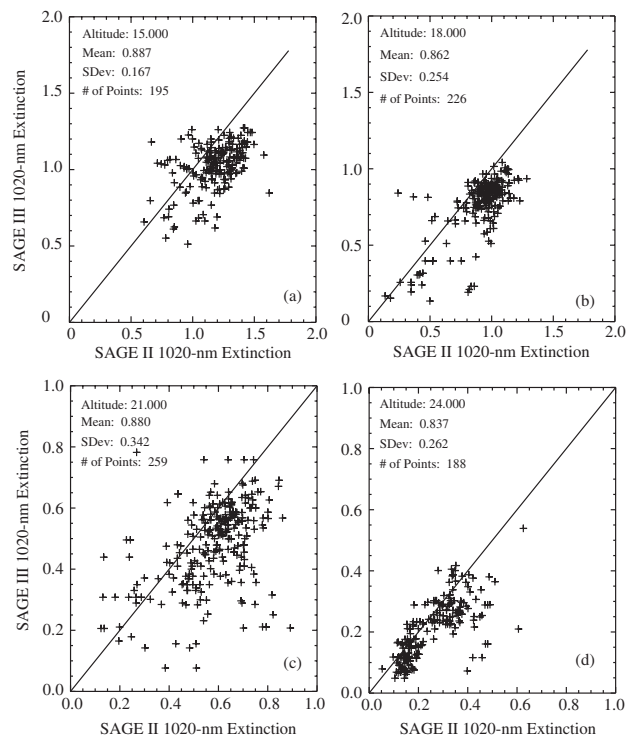 2.0
1.5
1.0
0.5
0
Altitude: 15.000
Mean: 0.887
SDev: 0.167
# of Points: 195
(a)
0 0.5 1.0 1.5 2.0
SAGE II 1020-nm Extinction
SAGE III 1020-nm Extinction
2.0
1.5
1.0
0.5
0
Altitude: 18.000
Mean: 0.862
SDev: 0.254
# of Points: 226
(b)
0 0.5 1.0 1.5 2.0
SAGE II 1020-nm Extinction
1.0
0.8
0.6
0.4
0.2
0.0
Altitude: 21.000
Mean: 0.880
SDev: 0.342
# of Points: 259
(c)
0.0 0.2 0.4 0.6 0.8 1.0
SAGE II 1020-nm Extinction
SAGE III 1020-nm Extinction
1.0
0.8
0.6
0.4
0.2
0.0
Altitude: 24.000
Mean: 0.837
SDev: 0.262
# of Points: 188
(d)
0.0 0.2 0.4 0.6 0.8 1.0
SAGE II 1020-nm Extinction